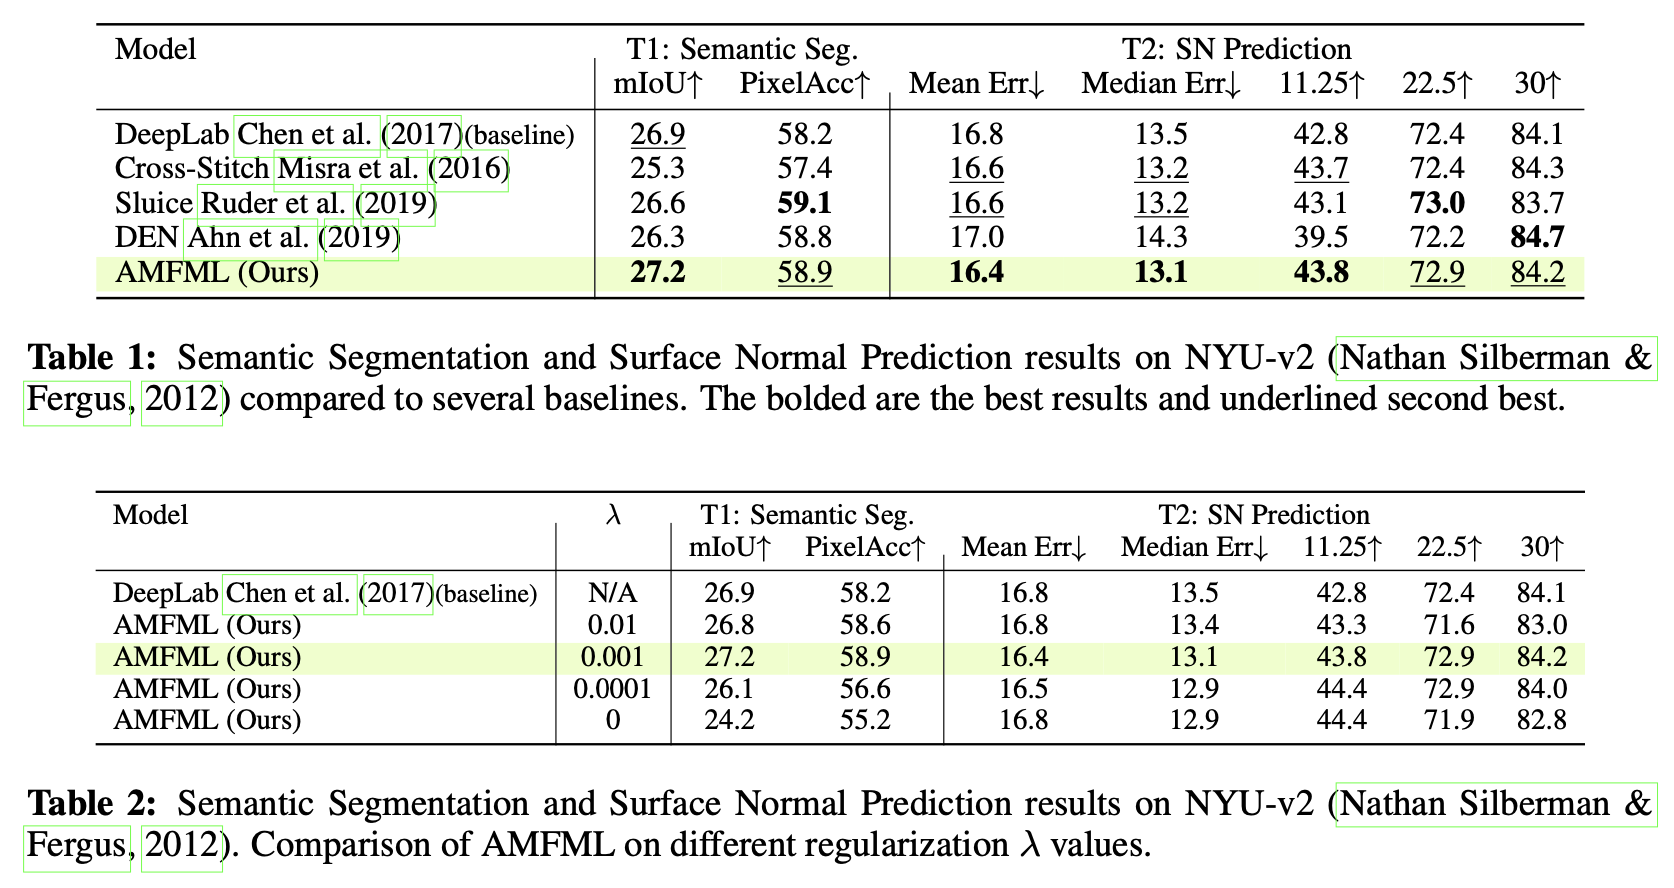 Model T1: Semantic Seg. T2: SN Prediction
mIoU↑ PixelAcc↑ Mean Err↓ Median Err↓ 11.25↑ 22.5↑ 30↑
DeepLab Chen et al. (2017)(baseline) 26.9 58.2 16.8 13.5 42.8 72.4 84.1
Cross-Stitch Misra et al. (2016) 25.3 57.4 16.6 13.2 43.7 72.4 84.3
Sluice Ruder et al. (2019) 26.6 59.1 16.6 13.2 43.1 73.0 83.7
DEN Ahn et al. (2019) 26.3 58.8 17.0 14.3 39.5 72.2 84.7
AMFML (Ours) 27.2 58.9 16.4 13.1 43.8 72.9 84.2
Table 1: Semantic Segmentation and Surface Normal Prediction results on NYU-v2 (Nathan Silberman &
Fergus, 2012) compared to several baselines. The bolded are the best results and underlined second best.
Model λ T1: Semantic Seg. T2: SN Prediction
mIoU↑ PixelAcc↑ Mean Err↓ Median Err↓ 11.25↑ 22.5↑ 30↑
DeepLab Chen et al. (2017)(baseline) N/A 26.9 58.2 16.8 13.5 42.8 72.4 84.1
AMFML (Ours) 0.01 26.8 58.6 16.8 13.4 43.3 71.6 83.0
AMFML (Ours) 0.001 27.2 58.9 16.4 13.1 43.8 72.9 84.2
AMFML (Ours) 0.0001 26.1 56.6 16.5 12.9 44.4 72.9 84.0
AMFML (Ours) 0 24.2 55.2 16.8 12.9 44.4 71.9 82.8
Table 2: Semantic Segmentation and Surface Normal Prediction results on NYU-v2 (Nathan Silberman &
Fergus, 2012). Comparison of AMFML on different regularization λ values.